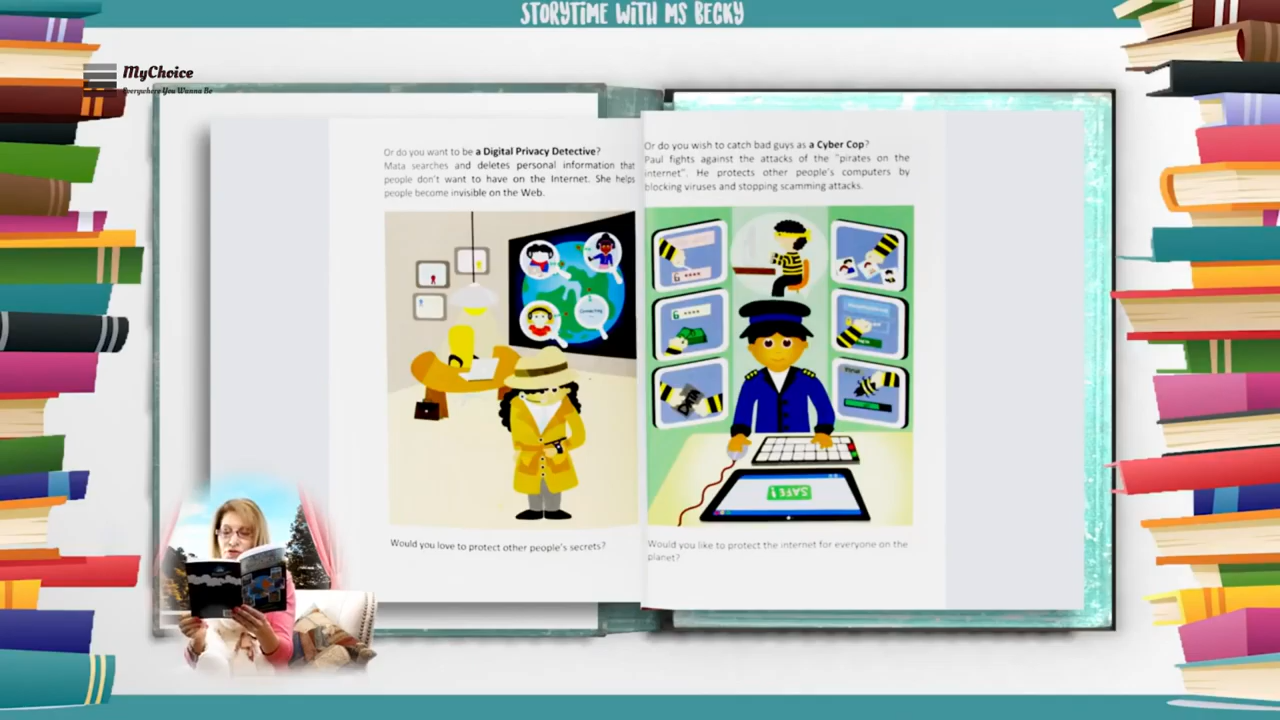 STORYTIME WITH MS BECKY
MyChoice
Everywhere You Wanna Be
Or do you want to be a Digital Privacy Detective?
Mata searches and deletes personal information that
people don't want to have on the Internet. She helps
people become invisible on the Web.
Would you love to protect other people's secrets?
Or do you wish to catch bad guys as a Cyber Cop?
Paul fights against the attacks of the "pirates on the
internet". He protects other people's computers by
blocking viruses and stopping scamming attacks.
SAFE!
Would you like to protect the internet for everyone on the
planet?